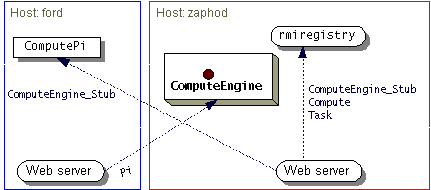 Host: ford
Host: zaphod
ComputePi
rmiregistry
ComputeEngine
ComputeEngine_Stub
ComputeEngine_Stub
Compute
Task
Web server
pi
Web server